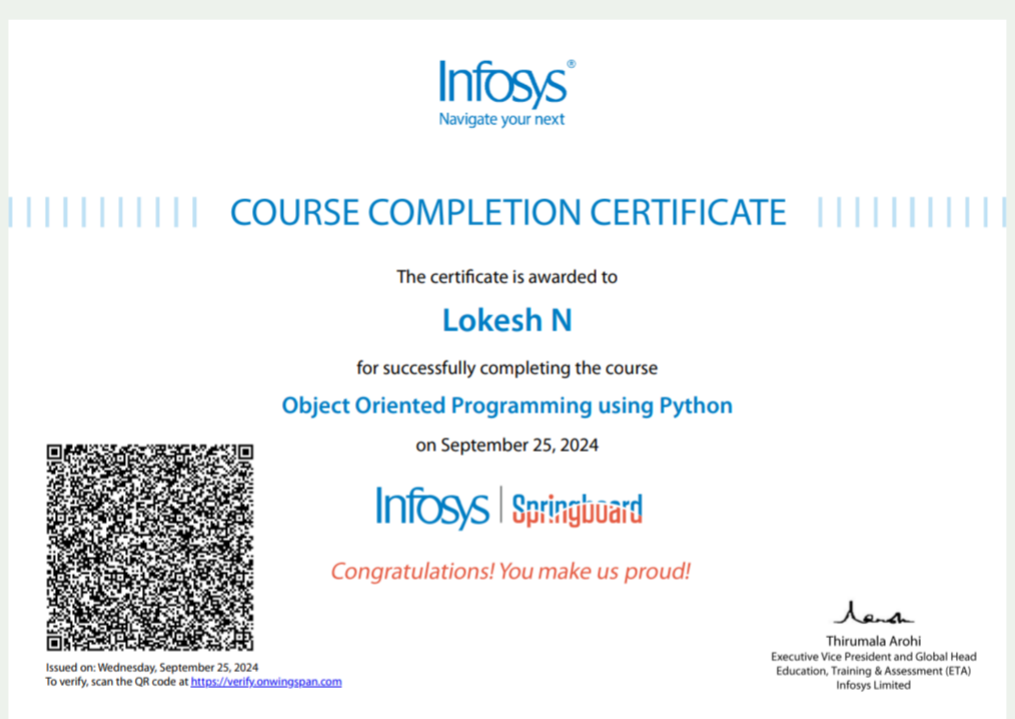 Infosys®
Navigate your next
COURSE COMPLETION CERTIFICATE
The certificate is awarded to
Lokesh N
for successfully completing the course
Object Oriented Programming using Python
on September 25, 2024
Infosys | Springboard
Congratulations! You make us proud!
Issued on: Wednesday, September 25, 2024
To verify, scan the QR code at https://verify.onwingspan.com
Thirumala Arohi
Executive Vice President and Global Head
Education, Training & Assessment (ETA)
Infosys Limited